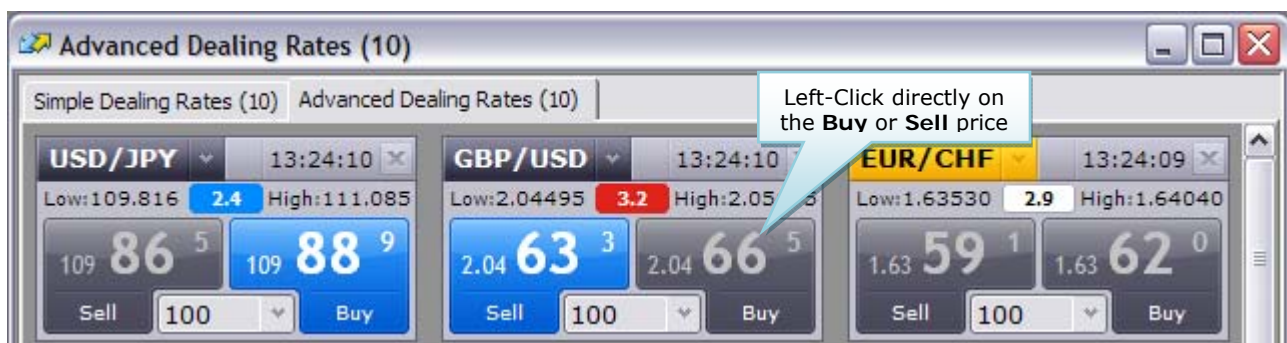 Advanced Dealing Rates (10)
Simple Dealing Rates (10) Advanced Dealing Rates (10)
Left-Click directly on
the Buy or Sell price
USD/JPY 13:24:10
Low:109.816 2.4 High:111.085
109 86 5 109 88 9
Sell 100 Buy
GBP/USD 13:24:10
Low:2.04495 3.2 High:2.05
2.04 63 3 2.04 66 5
Sell 100 Buy
EUR/CHF 13:24:09
Low:1.63530 2.9 High:1.64040
1.63 59 1 1.63 62 0
Sell 100 Buy